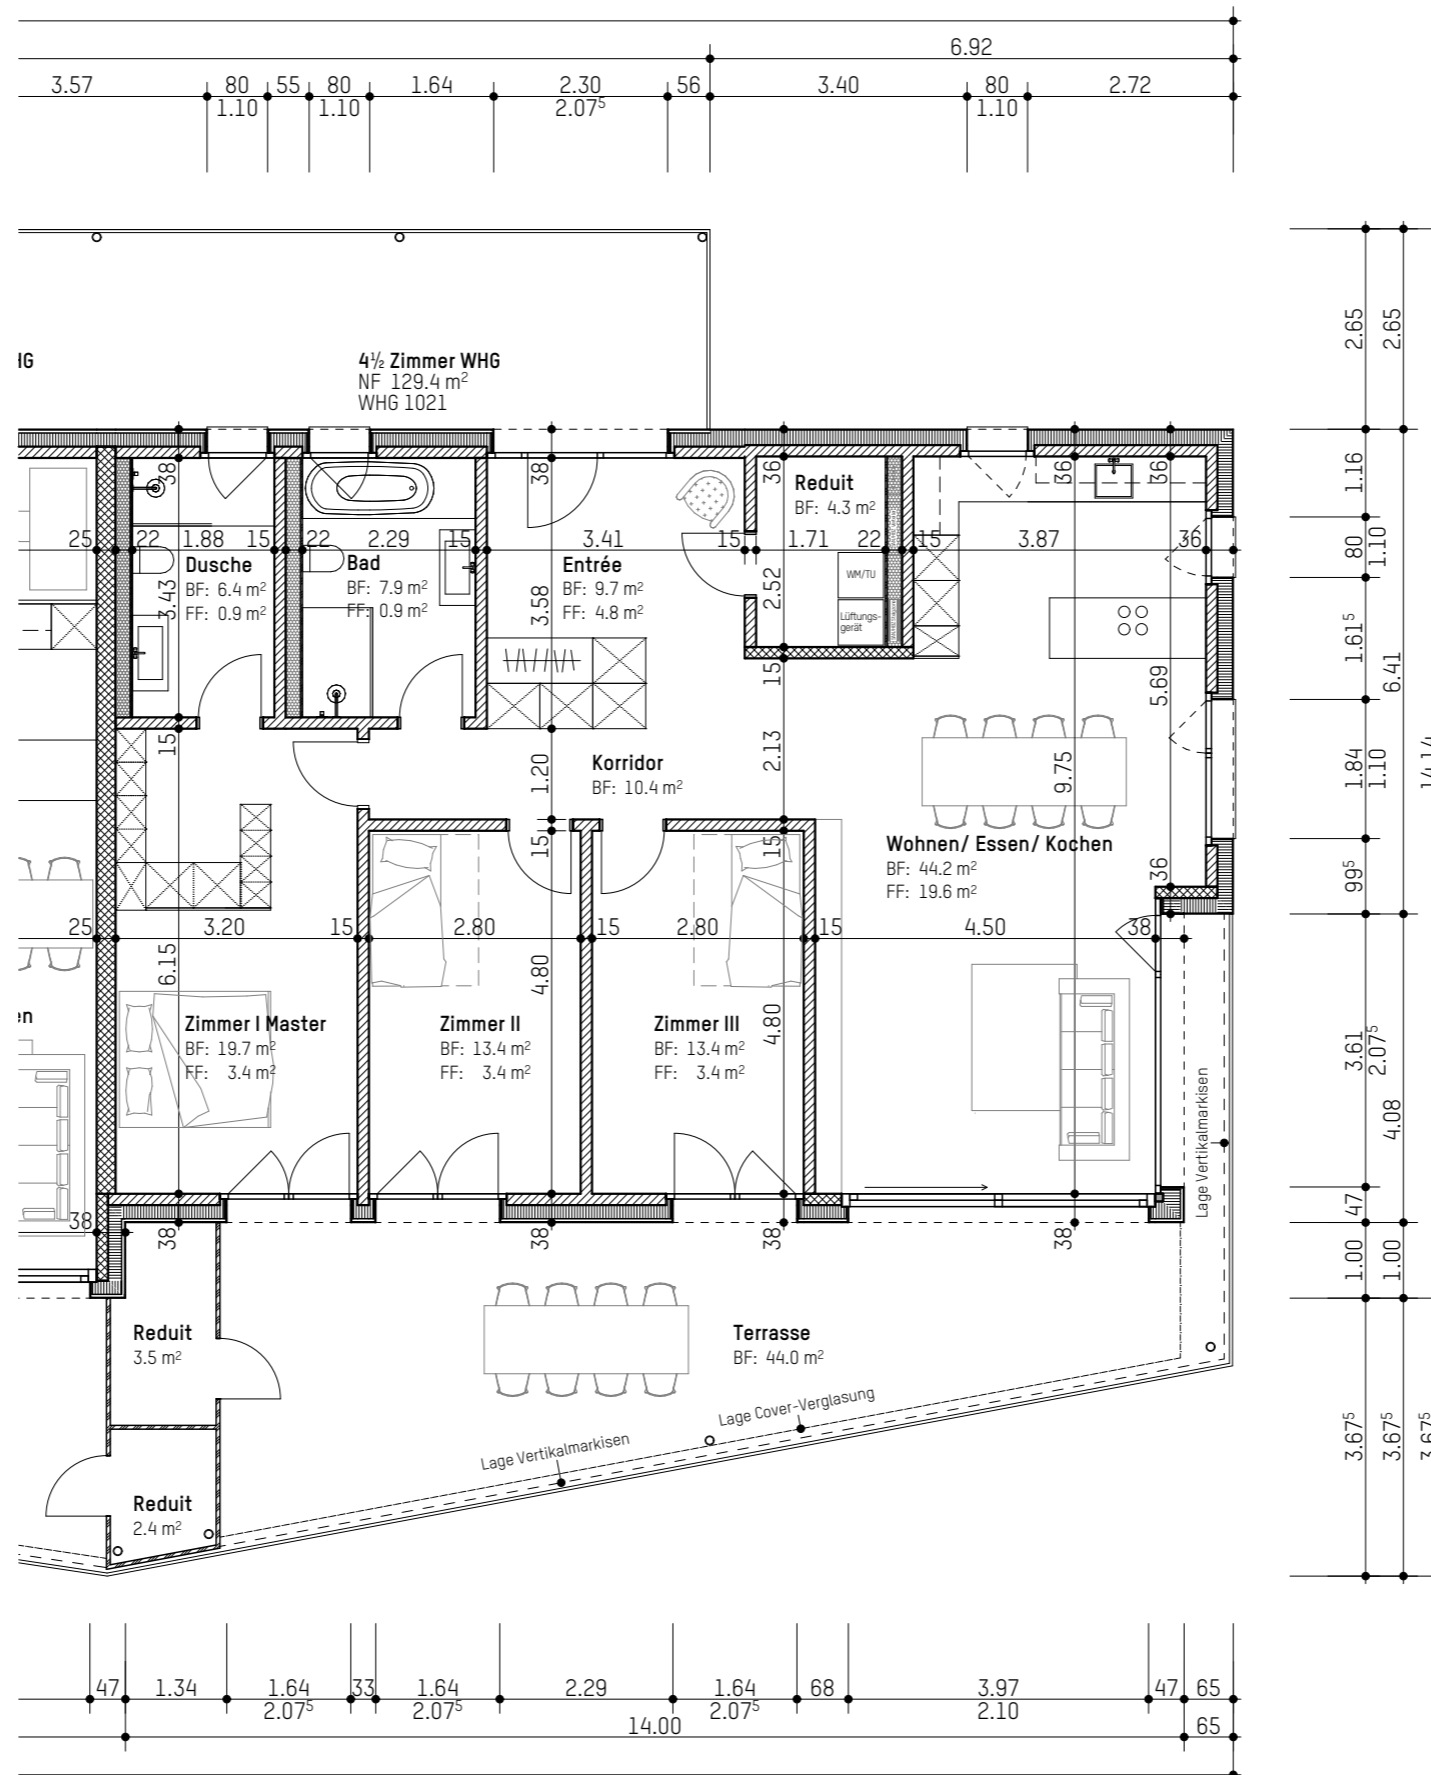 6.92
3.57 80 55 80 1.64 2.30 56 3.40 80 2.72
1.10 1.10 2.07⁵ 1.10
HG
4½ Zimmer WHG
NF 129.4 m²
WHG 1021
2.65 2.65
38 38 36 36 36
Reduit
BF: 4.3 m²
1.16
25 22 1.88 15 22 2.29 15 3.41 15 1.71 22 15 3.87 36
80
1.10
Dusche
BF: 6.4 m²
FF: 0.9 m²
3.43
Bad
BF: 7.9 m²
FF: 0.9 m²
Entrée
BF: 9.7 m²
FF: 4.8 m²
3.58
2.52
WM/TU
Lüftungs-
gerät
1.61⁵
6.41
15
15
5.69
Korridor
BF: 10.4 m²
1.20
2.13
9.75
1.84
1.10
14.14
15
15
Wohnen/ Essen/ Kochen
BF: 44.2 m²
FF: 19.6 m²
36
99⁵
25 3.20 15 2.80 15 2.80 15 4.50 38
6.15
4.80
4.80
en
Zimmer I Master
BF: 19.7 m²
FF: 3.4 m²
Zimmer II
BF: 13.4 m²
FF: 3.4 m²
Zimmer III
BF: 13.4 m²
FF: 3.4 m²
3.61
2.07⁵
4.08
Lage Vertikalmarkisen
47
38
38 38 38 38
1.00 1.00
Reduit
3.5 m²
Terrasse
BF: 44.0 m²
Lage Cover-Verglasung
Lage Vertikalmarkisen
3.67⁵ 3.67⁵ 3.67⁵
Reduit
2.4 m²
47 1.34 1.64 33 1.64 2.29 1.64 68 3.97 47 65
2.07⁵ 2.07⁵ 2.07⁵ 2.10
14.00 65